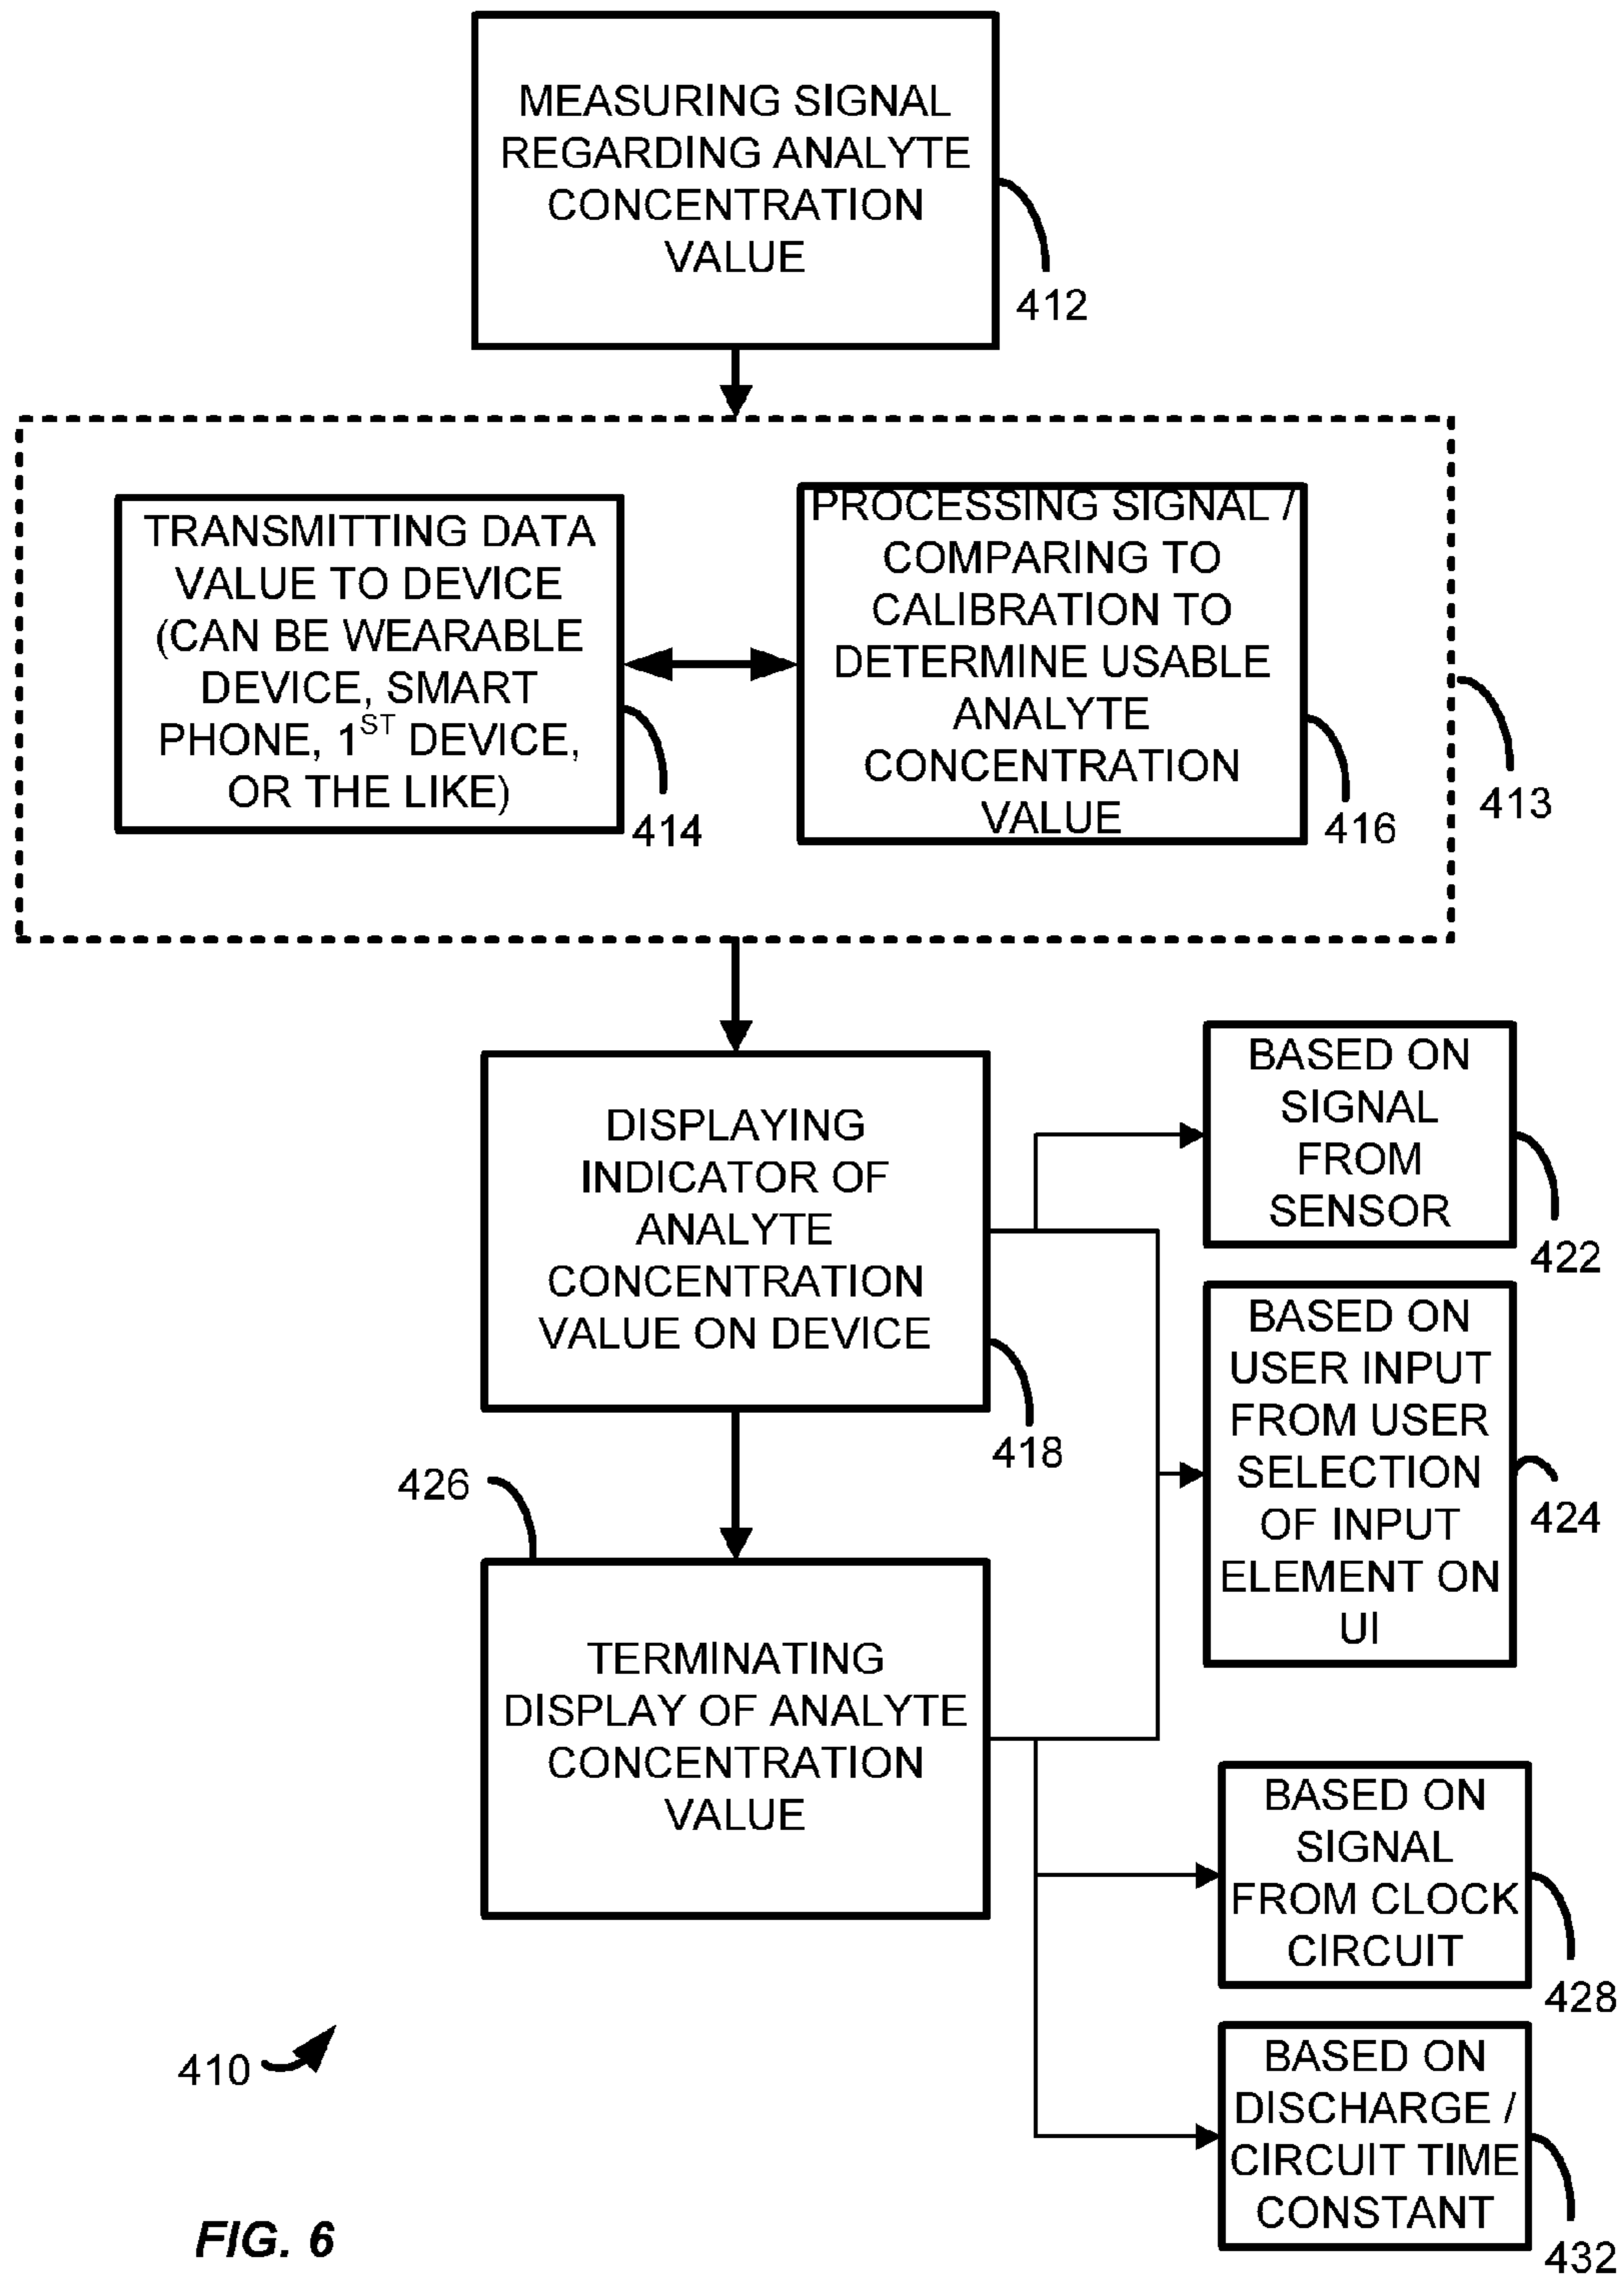 MEASURING SIGNAL
REGARDING ANALYTE
CONCENTRATION
VALUE
412
TRANSMITTING DATA
VALUE TO DEVICE
(CAN BE WEARABLE
DEVICE, SMART
PHONE, 1ST DEVICE,
OR THE LIKE)
414
PROCESSING SIGNAL /
COMPARING TO
CALIBRATION TO
DETERMINE USABLE
ANALYTE
CONCENTRATION
VALUE
416
413
DISPLAYING
INDICATOR OF
ANALYTE
CONCENTRATION
VALUE ON DEVICE
418
BASED ON
SIGNAL
FROM
SENSOR
422
BASED ON
USER INPUT
FROM USER
SELECTION
OF INPUT
ELEMENT ON
UI
424
426
TERMINATING
DISPLAY OF ANALYTE
CONCENTRATION
VALUE
BASED ON
SIGNAL
FROM CLOCK
CIRCUIT
428
BASED ON
DISCHARGE /
CIRCUIT TIME
CONSTANT
432
410
FIG. 6